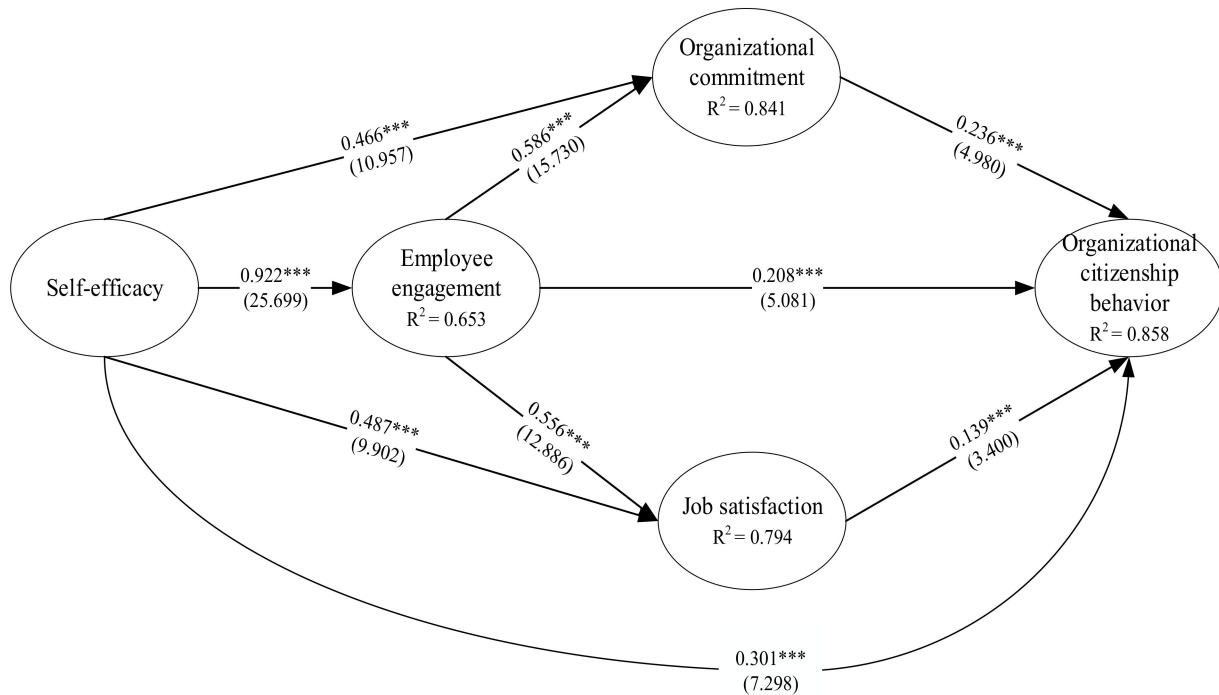 Organizational
commitment
R² = 0.841
0.466***
(10.957)
0.586***
(15.730)
0.236***
(4.980)
Self-efficacy
0.922***
(25.699)
Employee
engagement
R² = 0.653
0.208***
(5.081)
Organizational
citizenship
behavior
R² = 0.858
0.487***
(9.902)
0.556***
(12.886)
0.139***
(3.400)
Job satisfaction
R² = 0.794
0.301***
(7.298)